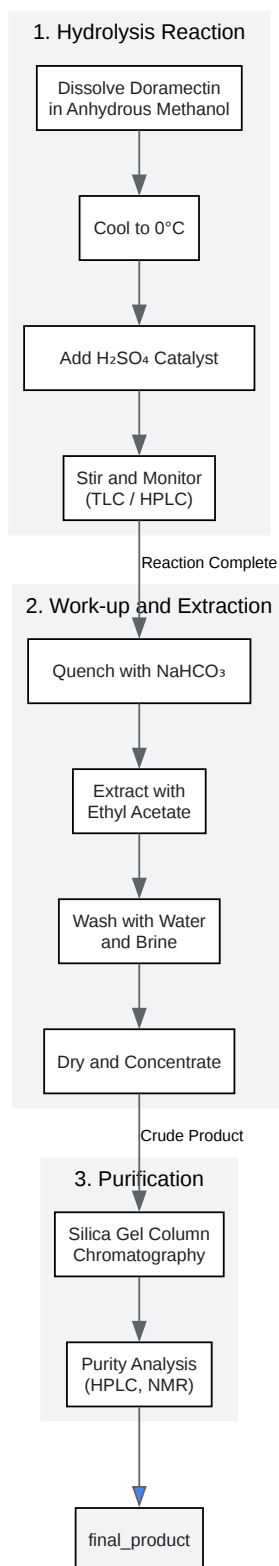 1. Hydrolysis Reaction
Dissolve Doramectin
in Anhydrous Methanol
Cool to 0°C
Add H₂SO₄ Catalyst
Stir and Monitor
(TLC / HPLC)
Reaction Complete
2. Work-up and Extraction
Quench with NaHCO₃
Extract with
Ethyl Acetate
Wash with Water
and Brine
Dry and Concentrate
Crude Product
3. Purification
Silica Gel Column
Chromatography
Purity Analysis
(HPLC, NMR)
final_product